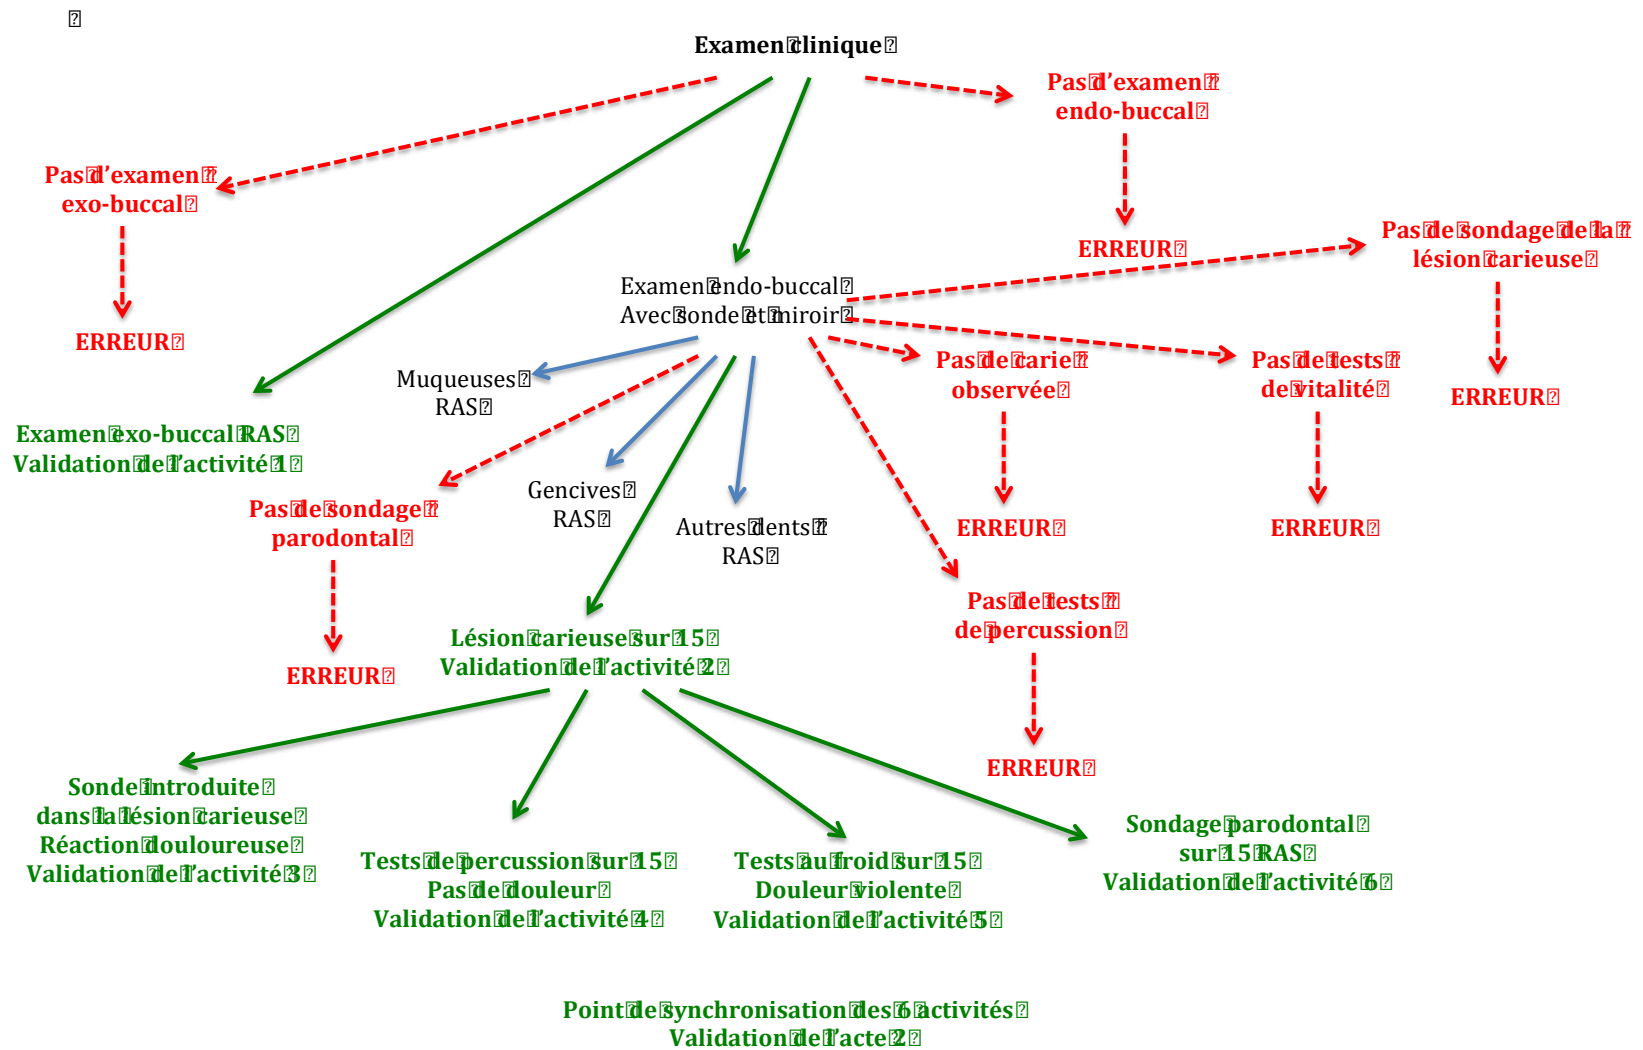 Examen clinique
Pas d'examen
endo-buccal
Pas d'examen
exo-buccal
ERREUR
Pas de sondage de la
lésion carieuse
ERREUR
Examen endo-buccal
Avec sonde et miroir
ERREUR
Muqueuses
RAS
Pas de carie
observée
Pas de tests
de vitalité
ERREUR
Examen exo-buccal RAS
Validation de l'activité 1
Gencives
RAS
Pas de sondage
parodontal
Autres dents
RAS
ERREUR
ERREUR
Pas de tests
de percussion
Lésion carieuse sur 15
Validation de l'activité 2
ERREUR
ERREUR
Sonde introduite
dans la lésion carieuse
Réaction douloureuse
Validation de l'activité 3
Tests de percussion sur 15
Pas de douleur
Validation de l'activité 4
Tests au froid sur 15
Douleur violente
Validation de l'activité 5
Sondage parodontal
sur 15 RAS
Validation de l'activité 6
Point de synchronisation des 6 activités
Validation de l'acte 2